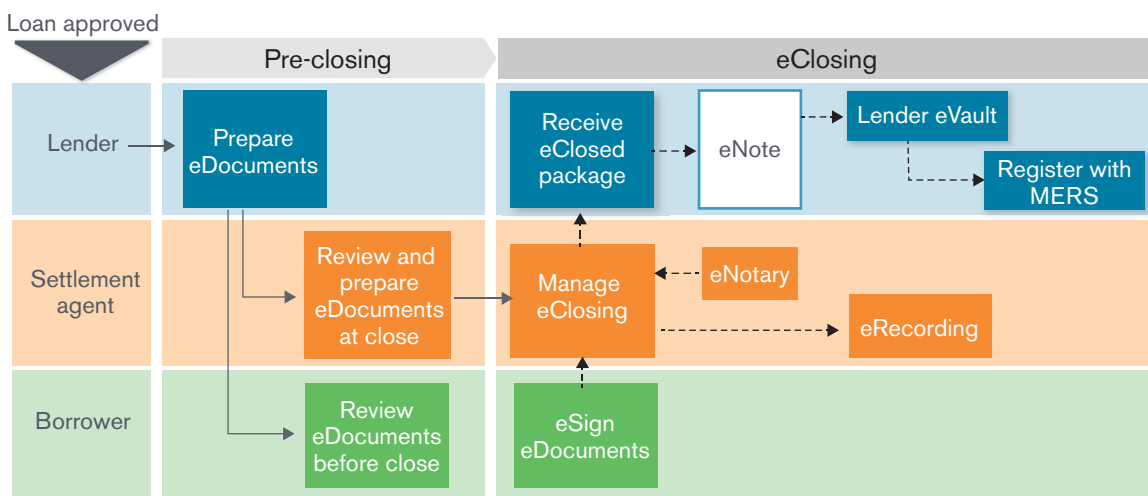 Loan approved
Pre-closing
eClosing
Lender
Prepare
eDocuments
Receive
eClosed
package
eNote
Lender eVault
Register with
MERS
Settlement
agent
Review and
prepare
eDocuments
at close
Manage
eClosing
eNotary
eRecording
Borrower
Review
eDocuments
before close
eSign
eDocuments